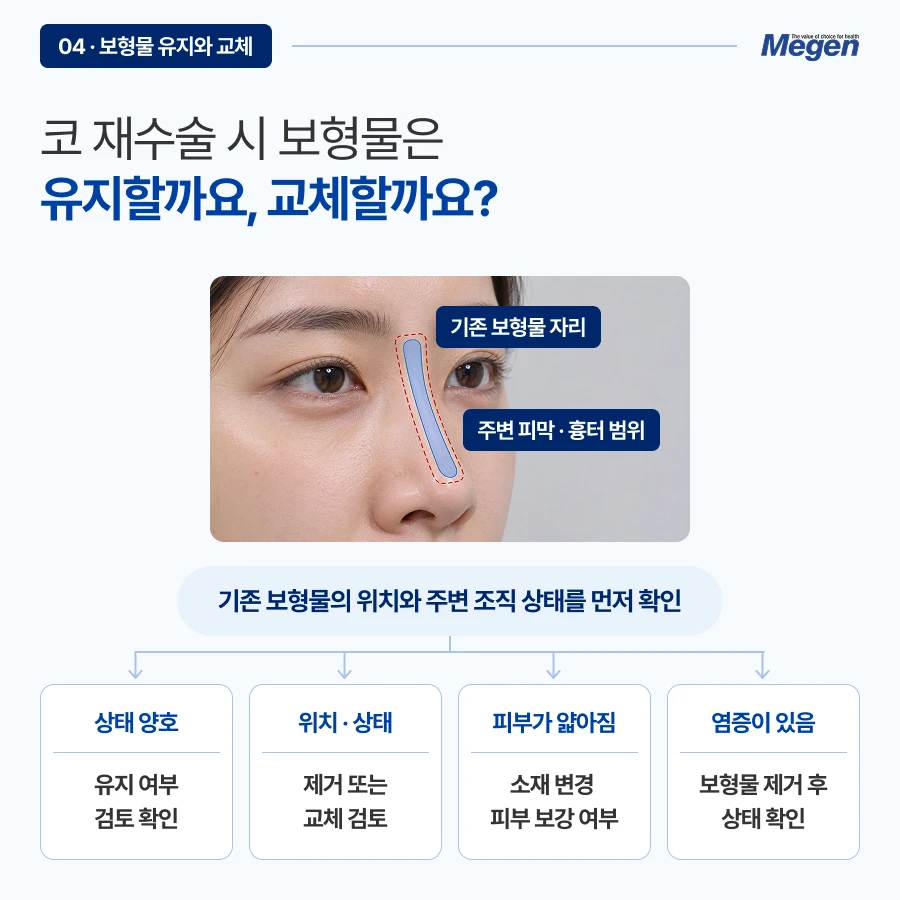 04 · 보형물 유지와 교체
The value of choice for health
Megen
코 재수술 시 보형물은
유지할까요, 교체할까요?
기존 보형물 자리
주변 피막 · 흉터 범위
기존 보형물의 위치와 주변 조직 상태를 먼저 확인
상태 양호
유지 여부
검토 확인
위치 · 상태
제거 또는
교체 검토
피부가 얇아짐
소재 변경
피부 보강 여부
염증이 있음
보형물 제거 후
상태 확인